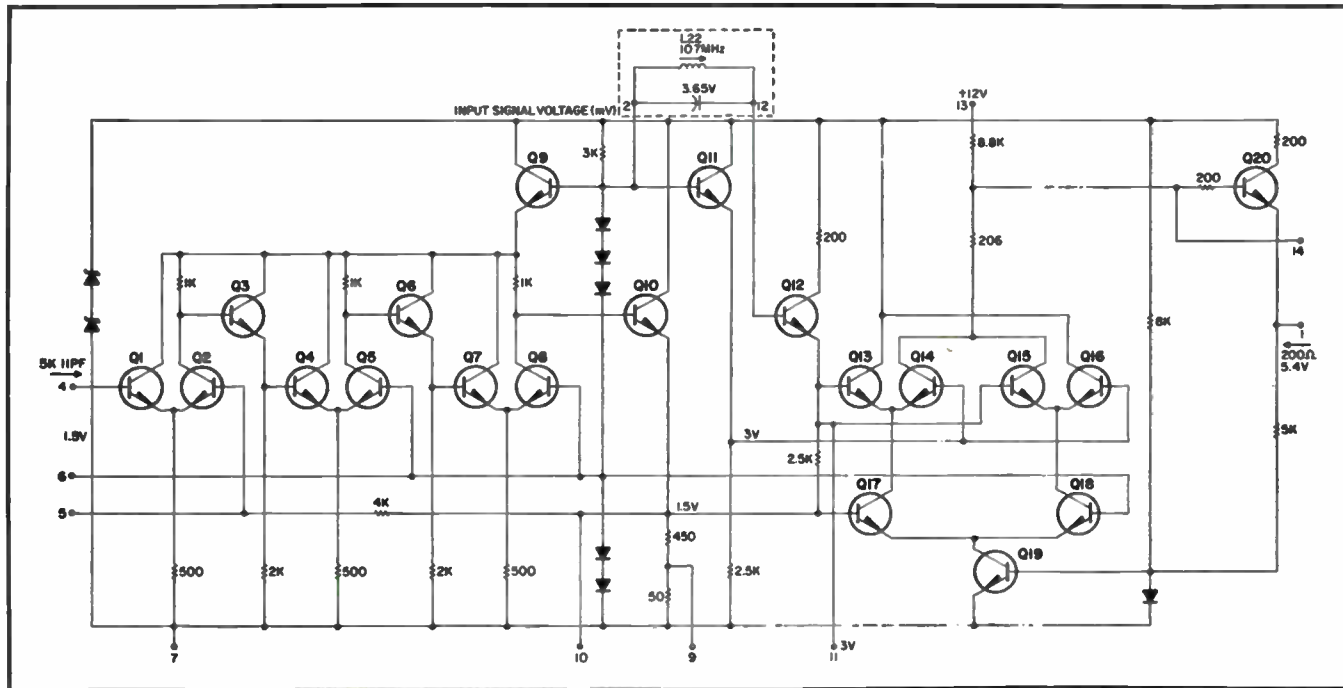 L22
10.7MHz
3.65V
2
12
INPUT SIGNAL VOLTAGE (mV)
+12V
13
Q9
3K
Q11
8.8K
Q20
200
200
200
206
14
1K
Q3
1K
Q6
1K
Q10
Q12
6K
1
200Ω
5.4V
5K 11PF
4
Q1
Q2
Q4
Q5
Q7
Q8
Q13
Q14
Q15
Q16
1.5V
3V
2.5K
5K
6
Q17
Q18
5
4K
1.5V
450
Q19
500
2K
500
2K
500
2.5K
50
7
10
9
11
3V